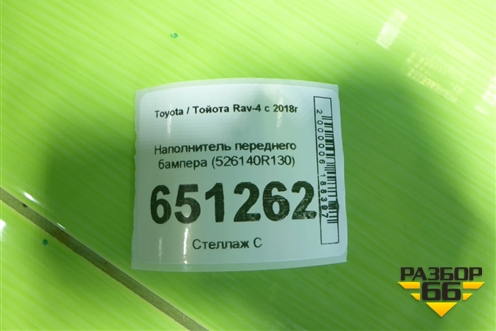 Toyota / Тойота Rav-4 с 2018г
Наполнитель переднего
бампера (526140R130)
651262
Стеллаж С
РАЗБОР
66